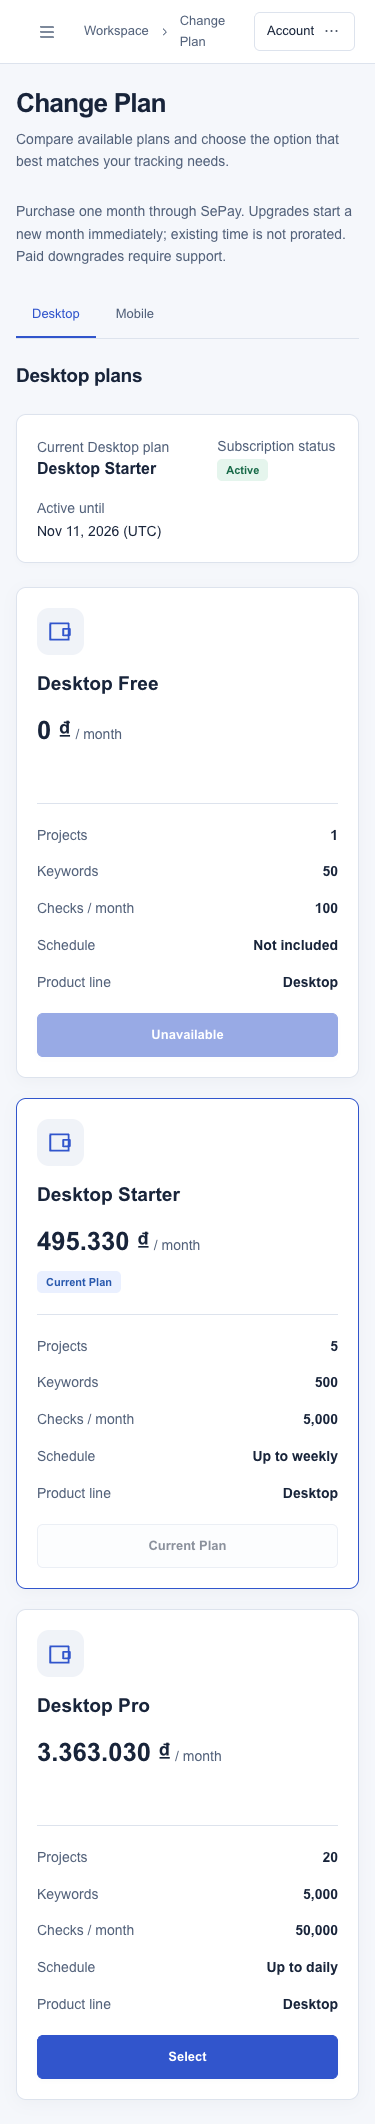 Workspace
Change
Plan
Account ···
Change Plan
Compare available plans and choose the option that
best matches your tracking needs.
Purchase one month through SePay. Upgrades start a
new month immediately; existing time is not prorated.
Paid downgrades require support.
Desktop
Mobile
Desktop plans
Current Desktop plan
Desktop Starter
Subscription status
Active
Active until
Nov 11, 2026 (UTC)
Desktop Free
0 ₫ / month
Projects 1
Keywords 50
Checks / month 100
Schedule Not included
Product line Desktop
Unavailable
Desktop Starter
495.330 ₫ / month
Current Plan
Projects 5
Keywords 500
Checks / month 5,000
Schedule Up to weekly
Product line Desktop
Current Plan
Desktop Pro
3.363.030 ₫ / month
Projects 20
Keywords 5,000
Checks / month 50,000
Schedule Up to daily
Product line Desktop
Select